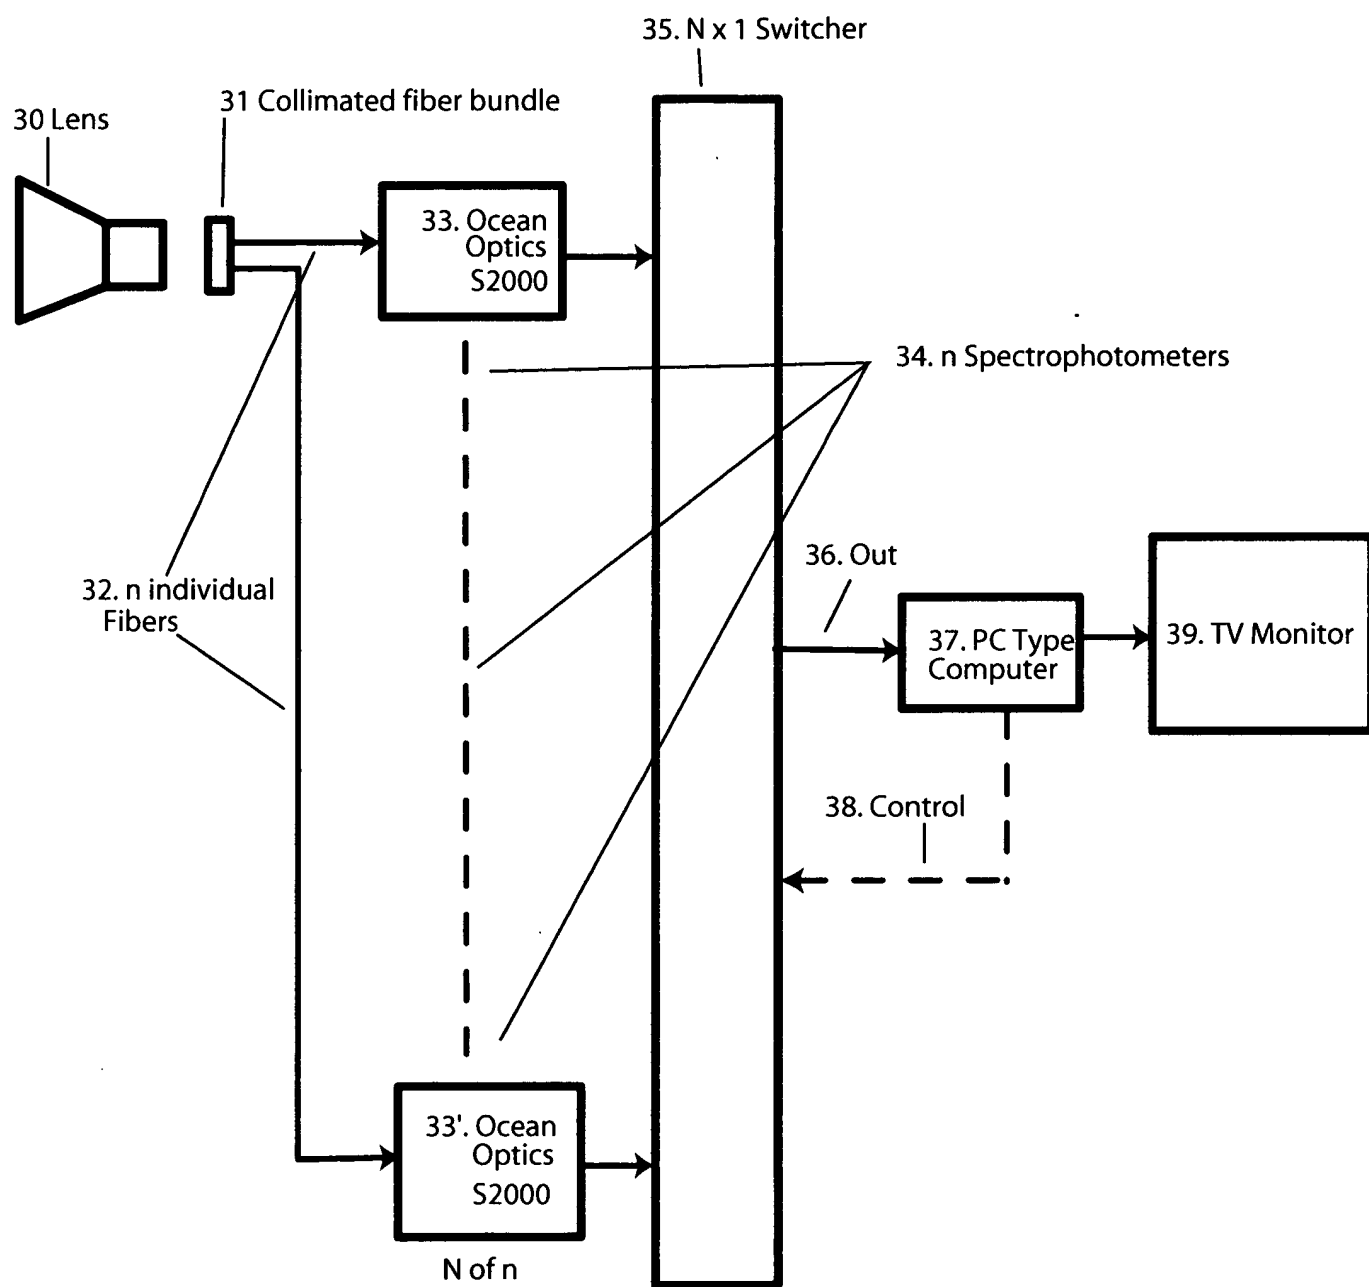 35. N x 1 Switcher
31 Collimated fiber bundle
30 Lens
33. Ocean
Optics
S2000
34. n Spectrophotometers
36. Out
32. n individual
Fibers
37. PC Type
Computer
39. TV Monitor
38. Control
33'. Ocean
Optics
S2000
N of n